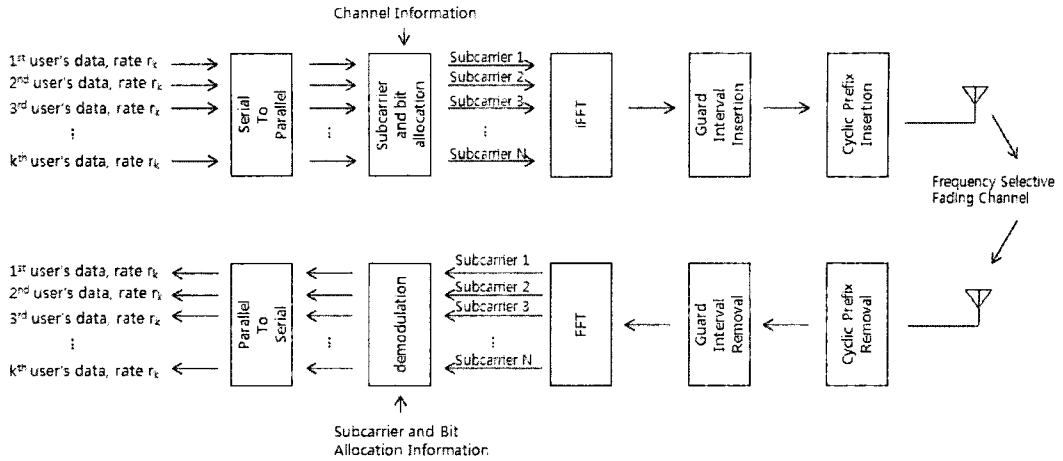 Channel Information
1st user's data, rate rk
2nd user's data, rate rk
3rd user's data, rate rk
⋮
kth user's data, rate rk
Serial
To
Parallel
...
Subcarrier
and bit
allocation
Subcarrier 1
Subcarrier 2
Subcarrier 3
...
Subcarrier N
iFFT
Guard
Interval
Insertion
Cyclic Prefix
Insertion
Frequency Selective
Fading Channel
1st user's data, rate rk
2nd user's data, rate rk
3rd user's data, rate rk
⋮
kth user's data, rate rk
Parallel
To
Serial
...
demodulation
Subcarrier 1
Subcarrier 2
Subcarrier 3
...
Subcarrier N
FFT
Guard
Interval
Removal
Cyclic Prefix
Removal
Subcarrier and Bit
Allocation Information